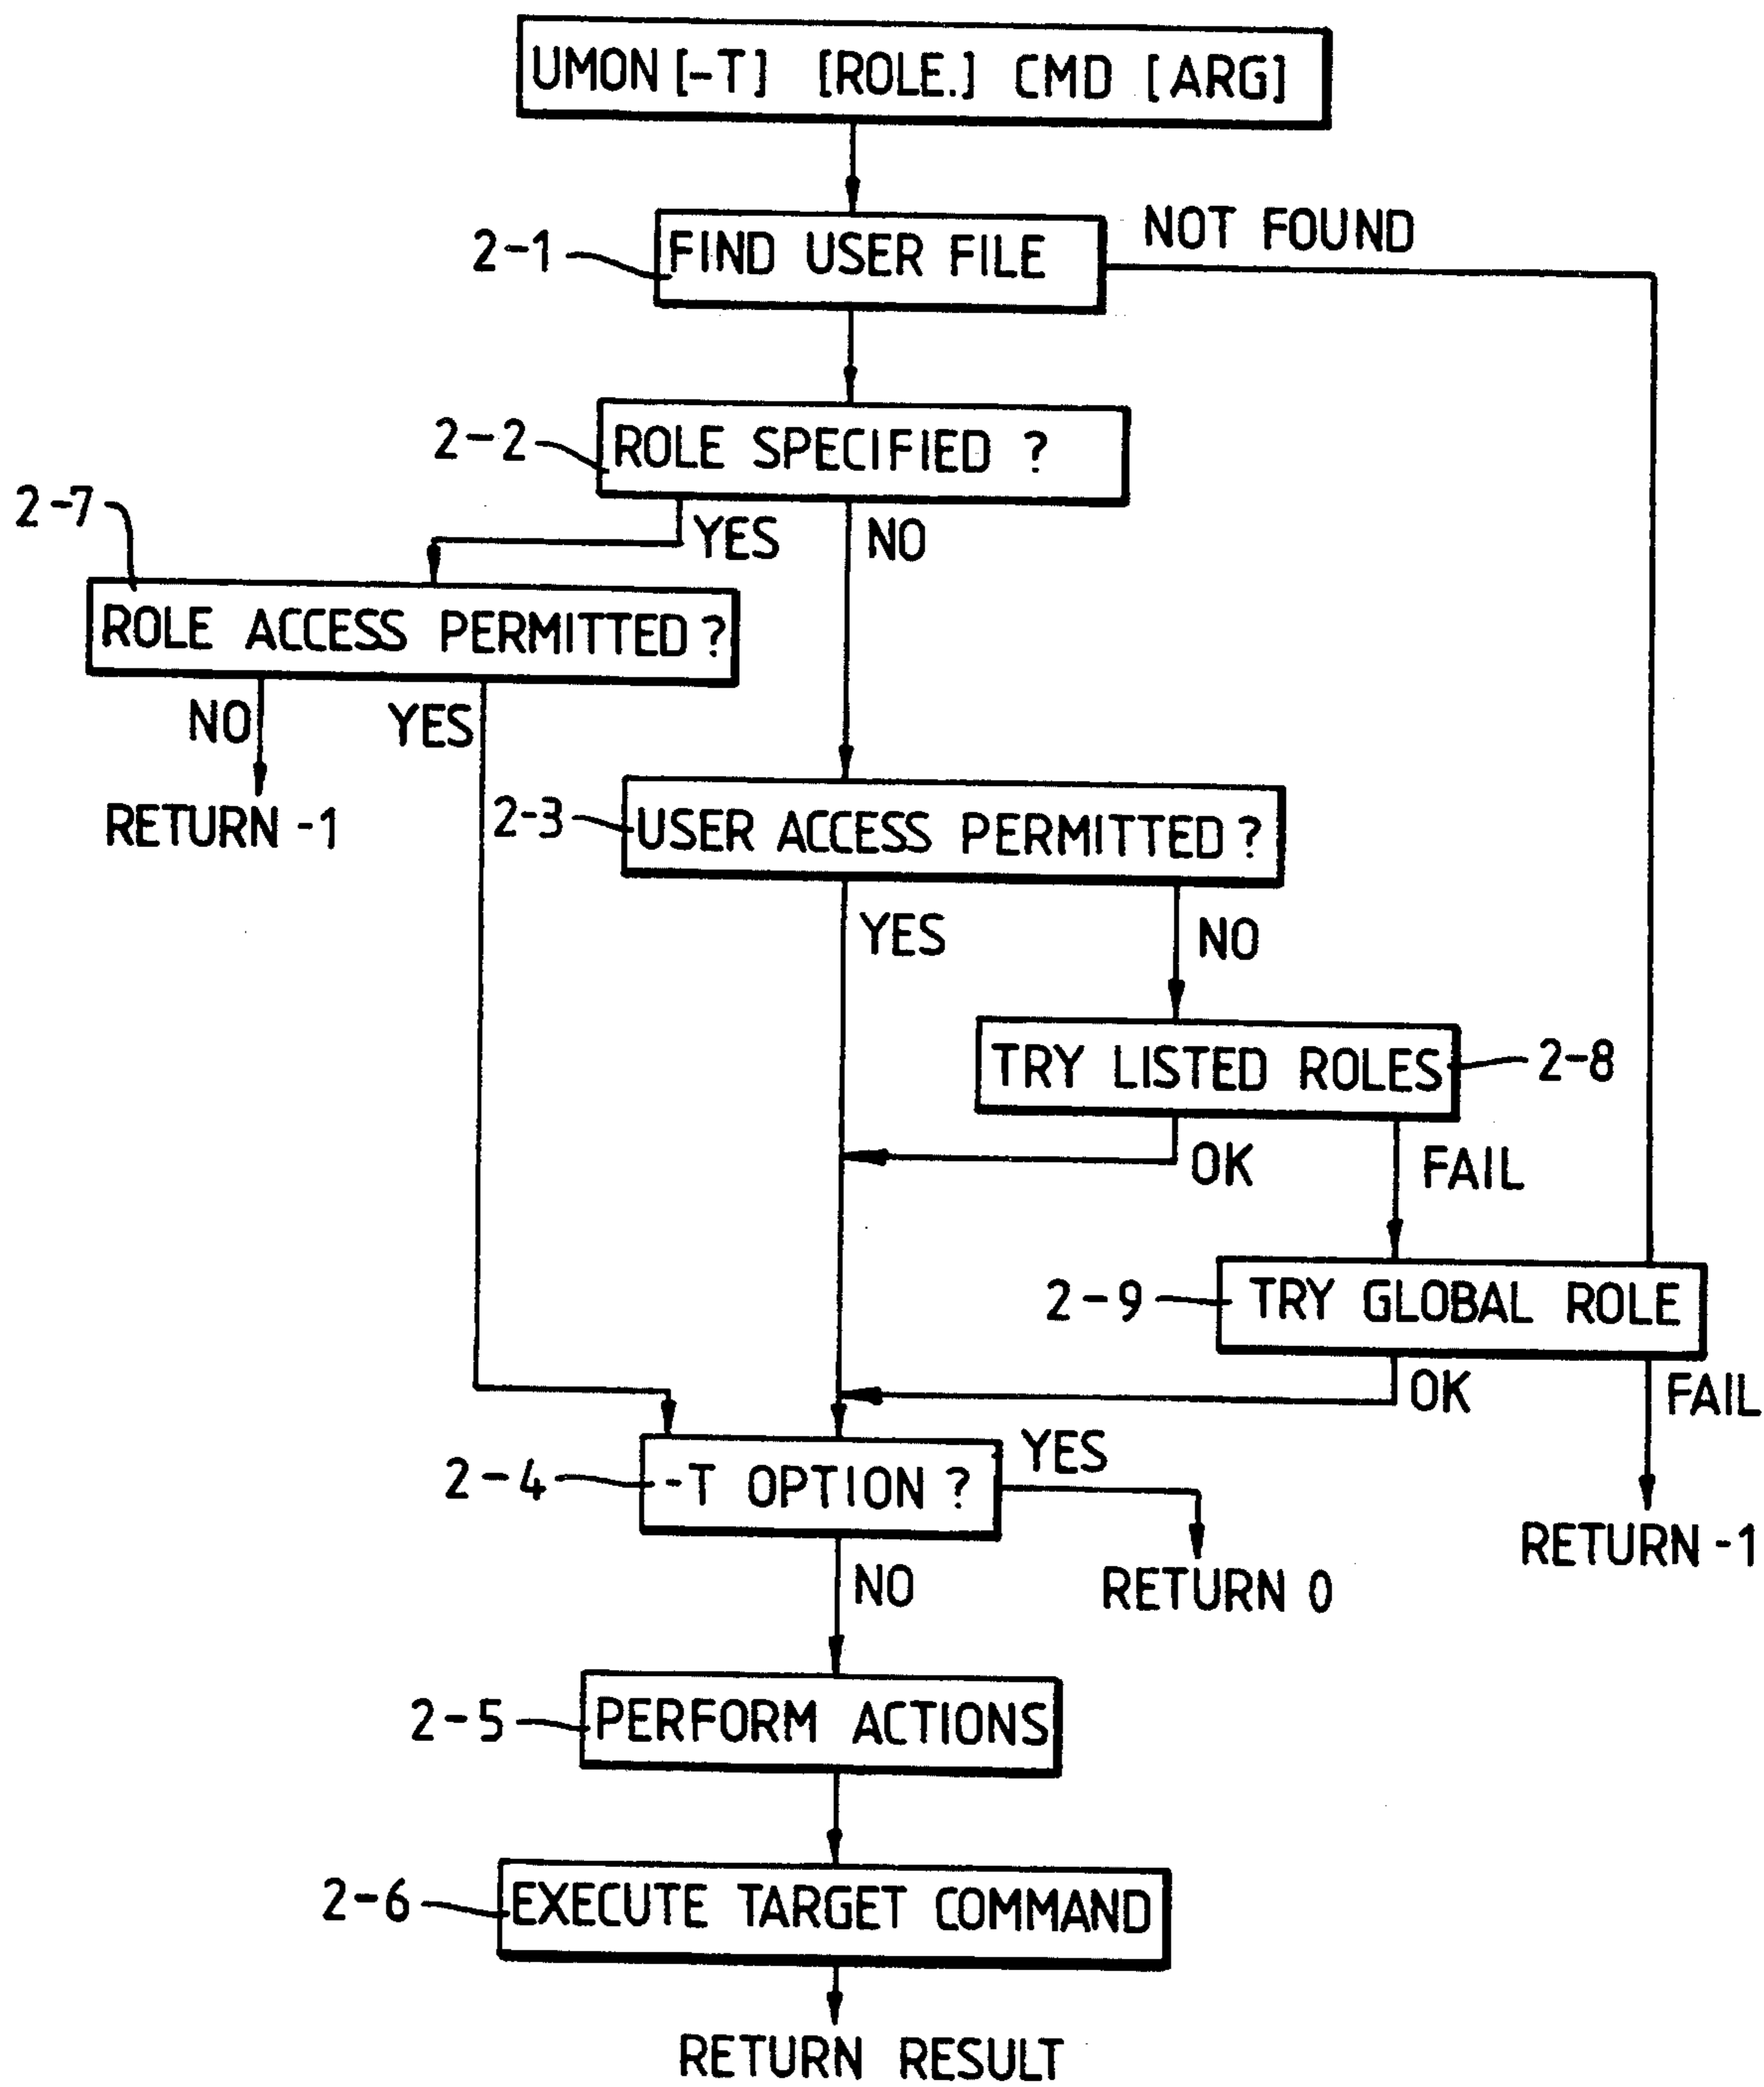 UMON [-T] [ROLE.] CMD [ARG]
NOT FOUND
2-1
FIND USER FILE
2-2
ROLE SPECIFIED ?
2-7
YES
NO
ROLE ACCESS PERMITTED ?
NO
YES
RETURN -1
2-3
USER ACCESS PERMITTED ?
YES
NO
TRY LISTED ROLES
2-8
OK
FAIL
2-9
TRY GLOBAL ROLE
OK
FAIL
YES
2-4
-T OPTION ?
RETURN -1
NO
RETURN 0
2-5
PERFORM ACTIONS
2-6
EXECUTE TARGET COMMAND
RETURN RESULT